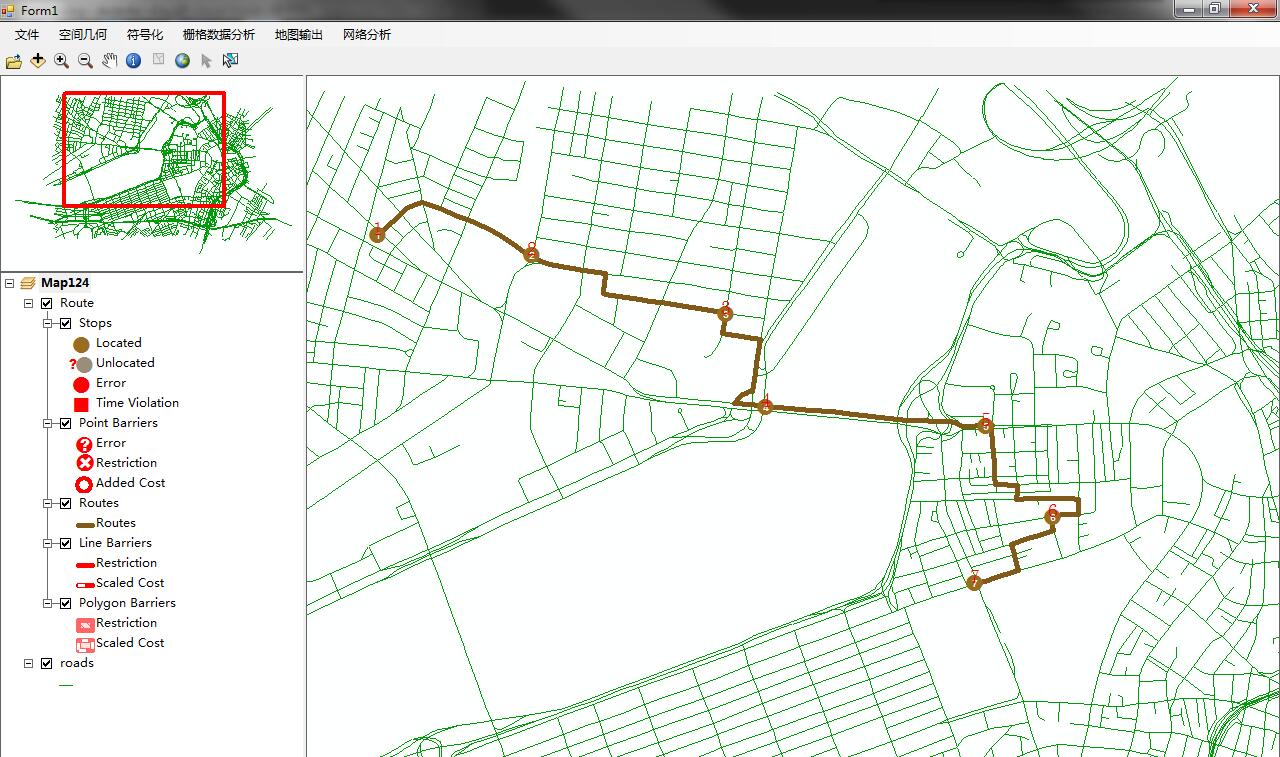 Form1
文件 空间几何 符号化 栅格数据分析 地图输出 网络分析
Map124
Route
Stops
Located
Unlocated
Error
Time Violation
Point Barriers
Error
Restriction
Added Cost
Routes
Routes
Line Barriers
Restriction
Scaled Cost
Polygon Barriers
Restriction
Scaled Cost
roads
1
2
3
4
5
6
7